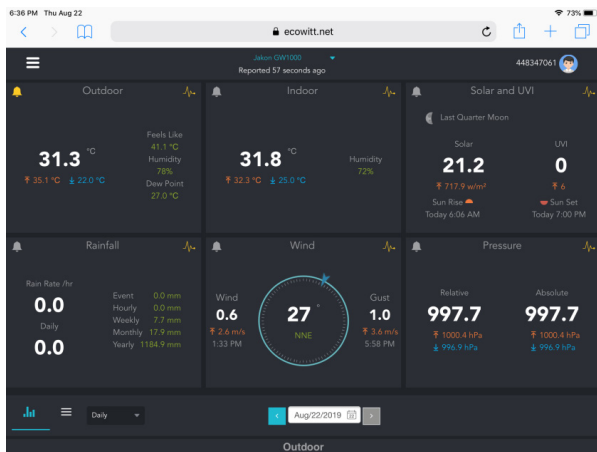 6:36 PM Thu Aug 22
73%
ecowitt.net
Jakon GW1000
Reported 57 seconds ago
448347061
Outdoor
31.3 °C
35.1 °C 22.0 °C
Feels Like
41.1 °C
Humidity
78%
Dew Point
27.0 °C
Indoor
31.8 °C
32.3 °C 25.0 °C
Humidity
72%
Solar and UVI
Last Quarter Moon
Solar
21.2
717.9 w/m²
UVI
0
6
Sun Rise
Today 6:06 AM
Sun Set
Today 7:00 PM
Rainfall
Rain Rate /hr
0.0
Daily
0.0
Event 0.0 mm
Hourly 0.0 mm
Weekly 7.7 mm
Monthly 17.9 mm
Yearly 1184.9 mm
Wind
Wind
0.6
2.6 m/s
1:33 PM
27 °
NNE
Gust
1.0
3.6 m/s
5:58 PM
Pressure
Relative
997.7
1000.4 hPa
996.9 hPa
Absolute
997.7
1000.4 hPa
996.9 hPa
Daily
Aug/22/2019
Outdoor